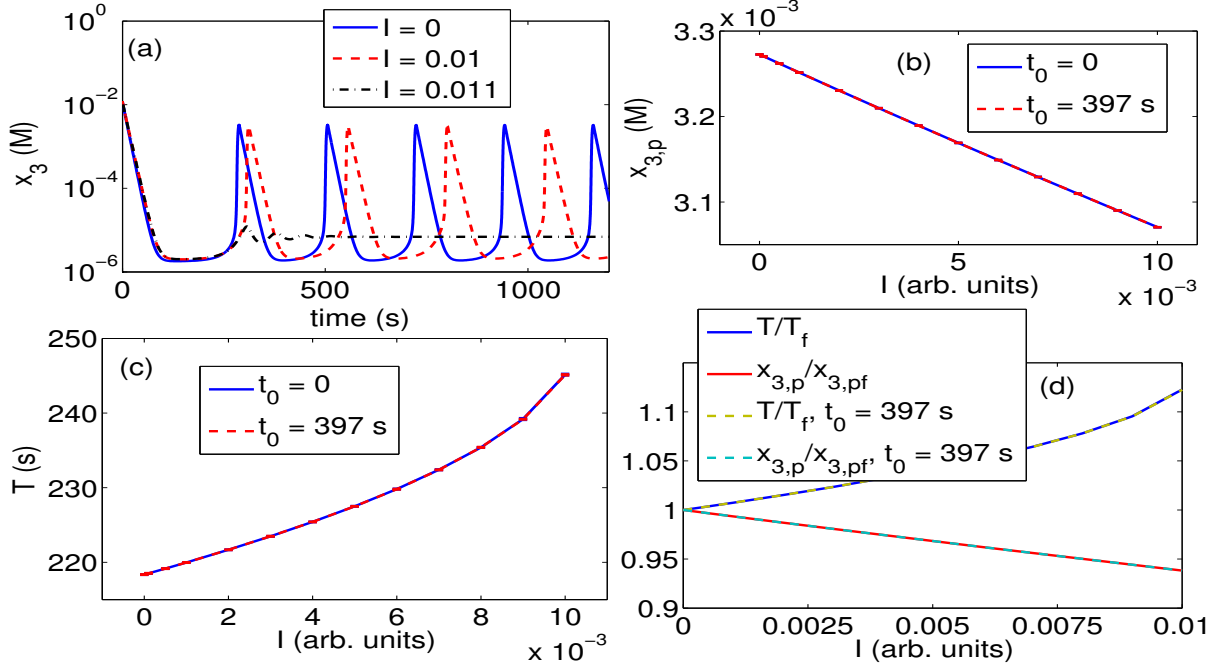 (a)
I = 0
I = 0.01
I = 0.011
10^0
10^-2
10^-4
10^-6
x_3 (M)
0 500 1000
time (s)
x 10^-3
(b)
t_0 = 0
t_0 = 397 s
3.3
3.2
3.1
x_3,p (M)
0 5 10
I (arb. units)
x 10^-3
(c)
t_0 = 0
t_0 = 397 s
250
240
230
220
T (s)
0 2 4 6 8 10
I (arb. units)
x 10^-3
(d)
T/T_f
x_3,p/x_3,pf
T/T_f, t_0 = 397 s
x_3,p/x_3,pf, t_0 = 397 s
1.1
1.05
1
0.95
0.9
0 0.0025 0.005 0.0075 0.01
I (arb. units)